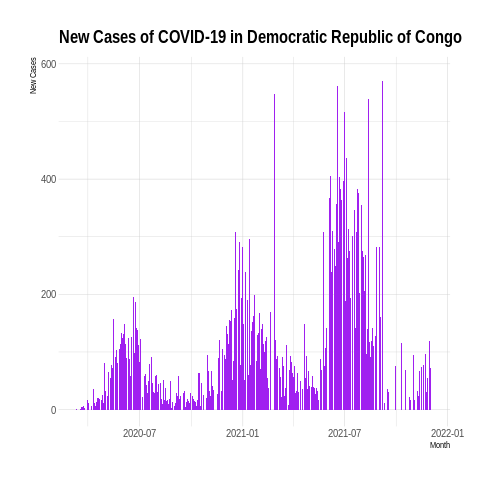 New Cases of COVID-19 in Democratic Republic of Congo
New Cases
600
400
200
0
2020-07
2021-01
2021-07
2022-01
Month